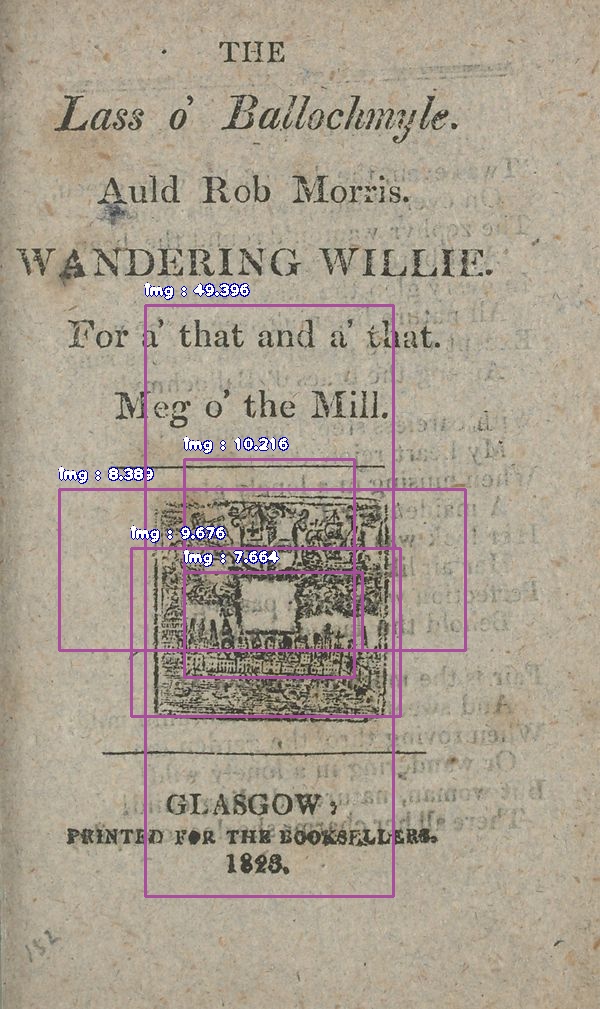 THE
Lass o' Ballochmyle.
Auld Rob Morris.
WANDERING WILLIE.
img : 49.396
For a' that and a' that.
Meg o' the Mill.
img : 10.216
img : 8.389
img : 9.676
img : 7.664
GLASGOW;
PRINTED FOR THE BOOKSELLERS.
1823.
152